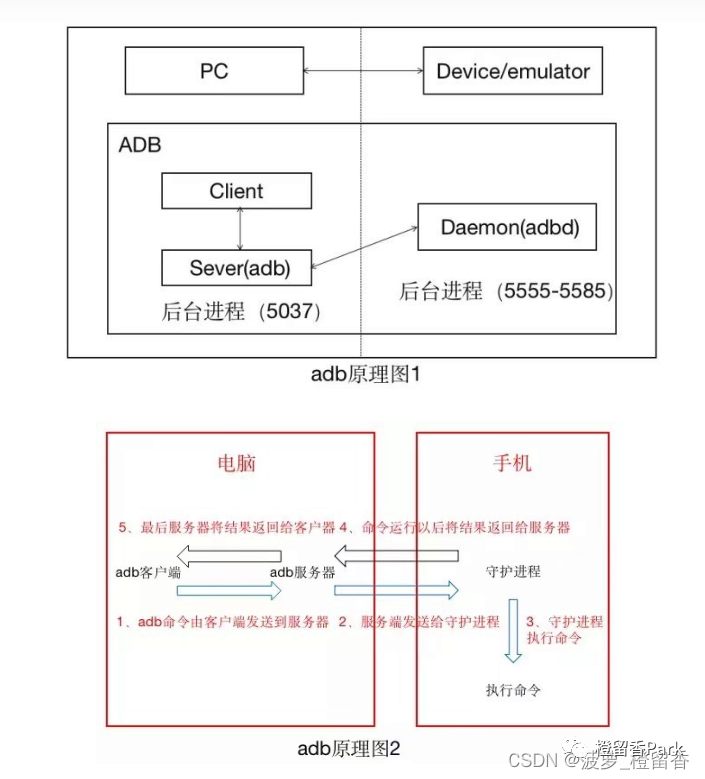 PC
Device/emulator
ADB
Client
Daemon(adbd)
Sever(adb)
后台进程（5037）
后台进程（5555-5585）
adb原理图1
电脑
手机
5、最后服务器将结果返回给客户器
4、命令运行以后将结果返回给服务器
adb客户端
adb服务器
守护进程
1、adb命令由客户端发送到服务器
2、服务端发送给守护进程
3、守护进程
执行命令
执行命令
adb原理图2
橙留香Park
CSDN @波罗_橙留香